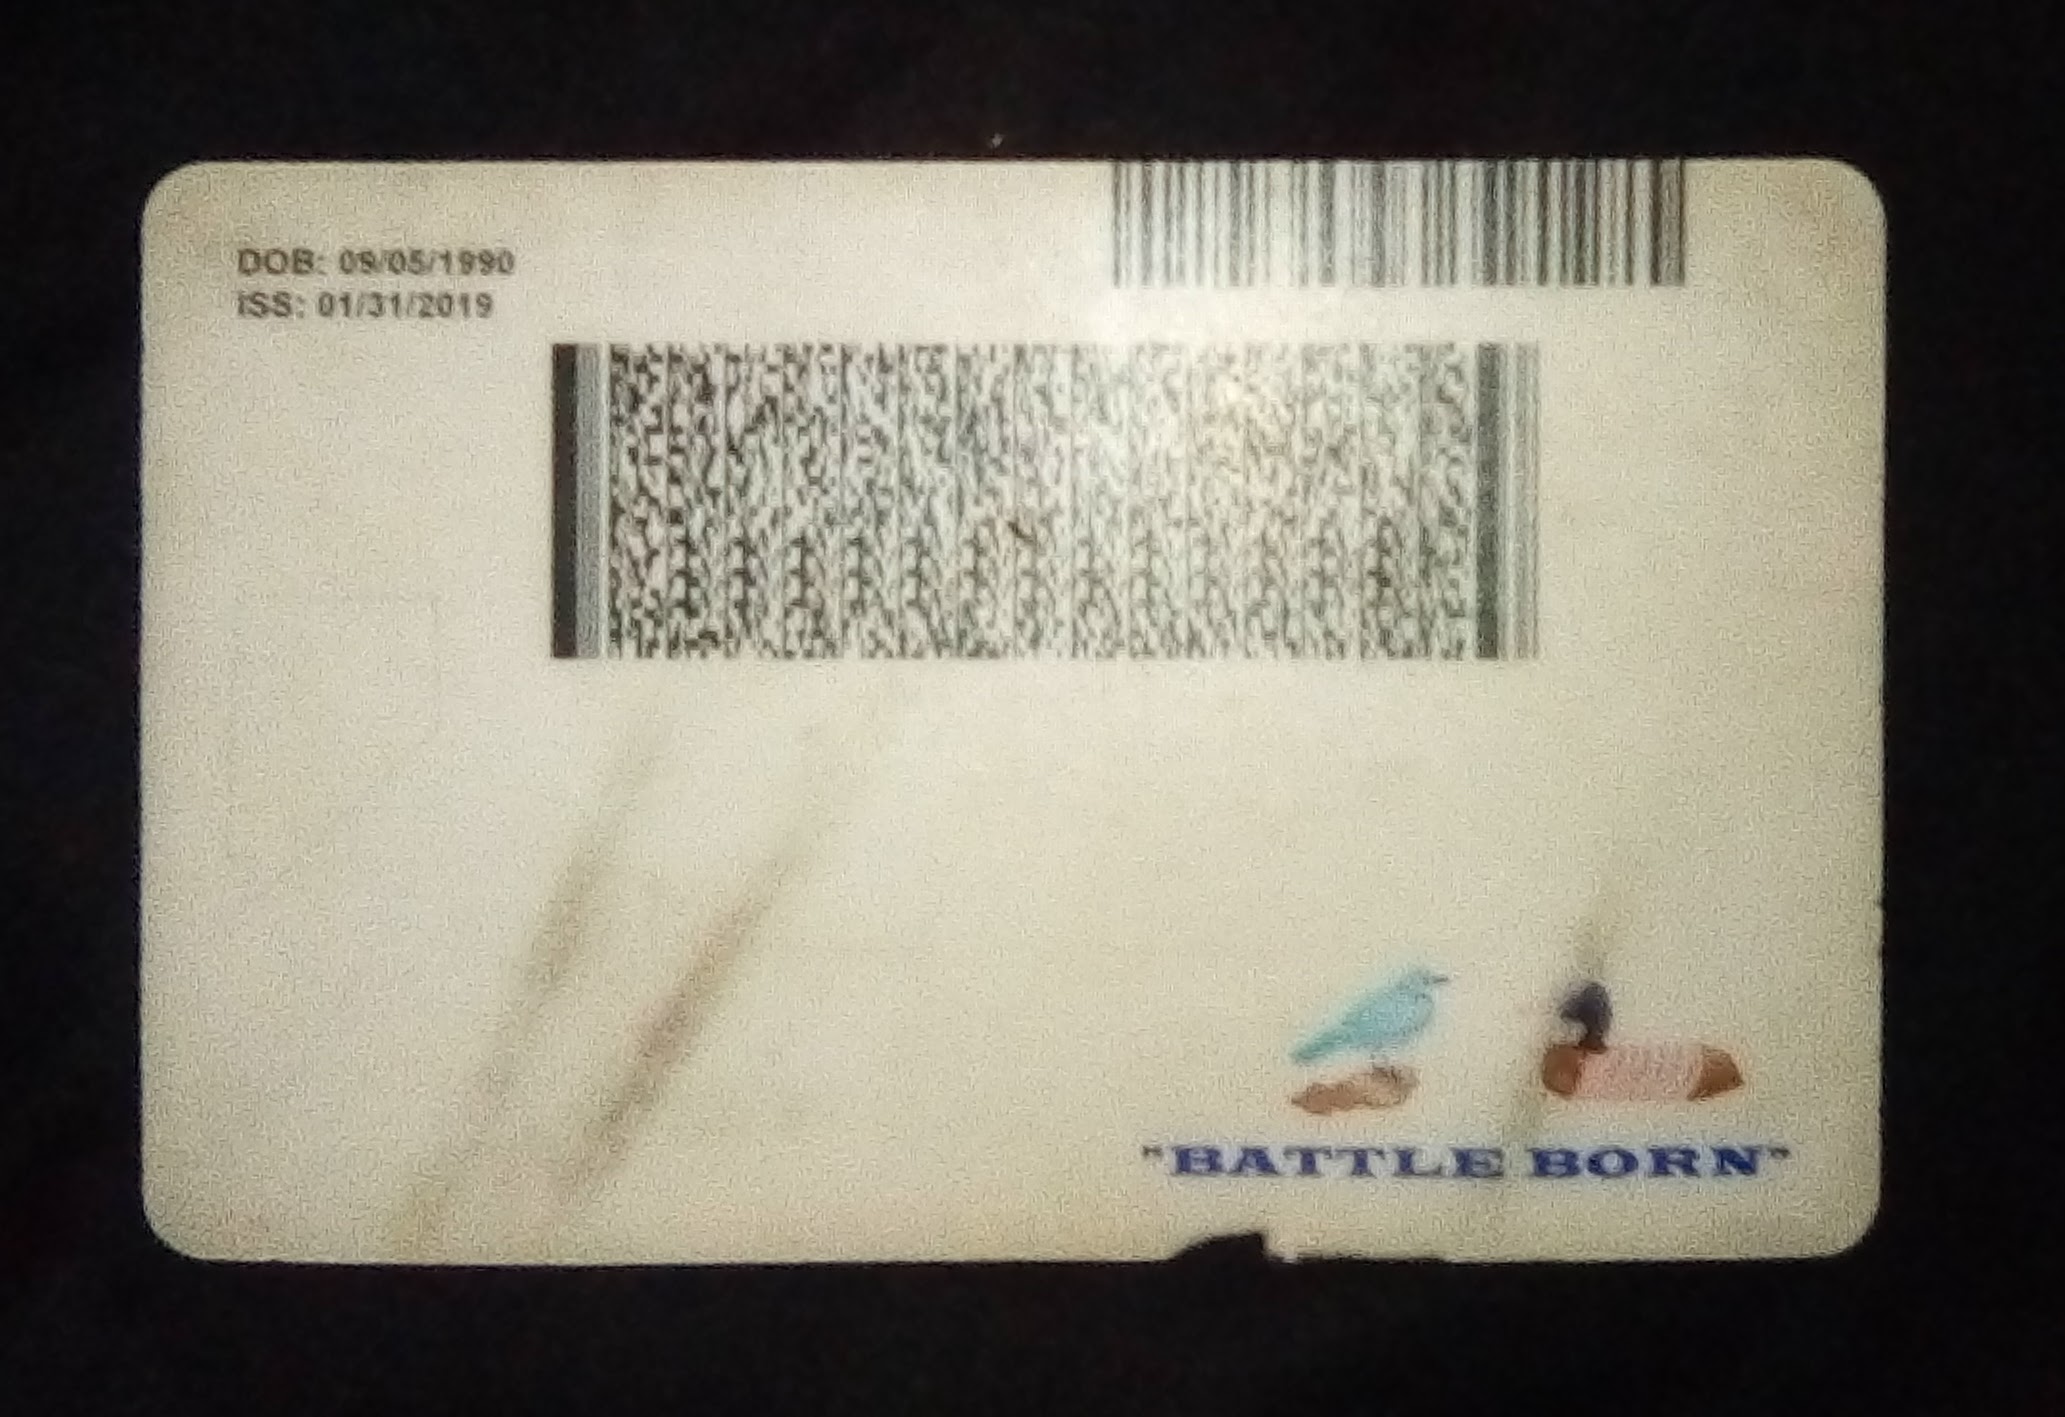 DOB: 09/05/1990
ISS: 01/31/2019
"BATTLE BORN"